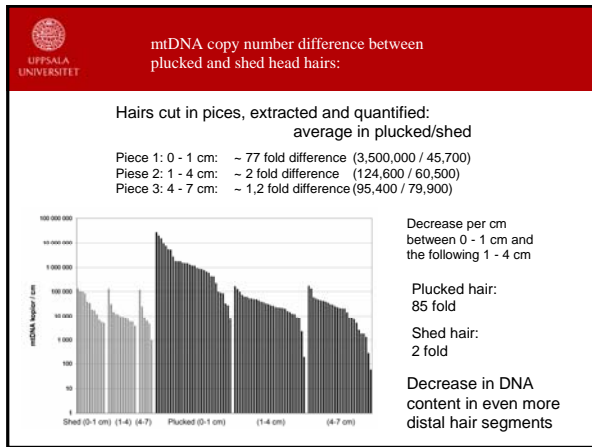 UPPSALA
UNIVERSITET
mtDNA copy number difference between
plucked and shed head hairs:
Hairs cut in pices, extracted and quantified:
average in plucked/shed
Piece 1: 0 - 1 cm: ~ 77 fold difference (3,500,000 / 45,700)
Piese 2: 1 - 4 cm: ~ 2 fold difference (124,600 / 60,500)
Piece 3: 4 - 7 cm: ~ 1,2 fold difference (95,400 / 79,900)
mtDNA kopior / cm
100 000 000
10 000 000
1 000 000
100 000
10 000
1 000
100
10
1
Shed (0-1 cm) (1-4) (4-7) Plucked (0-1 cm) (1-4 cm) (4-7 cm)
Decrease per cm
between 0 - 1 cm and
the following 1 - 4 cm
Plucked hair:
85 fold
Shed hair:
2 fold
Decrease in DNA
content in even more
distal hair segments